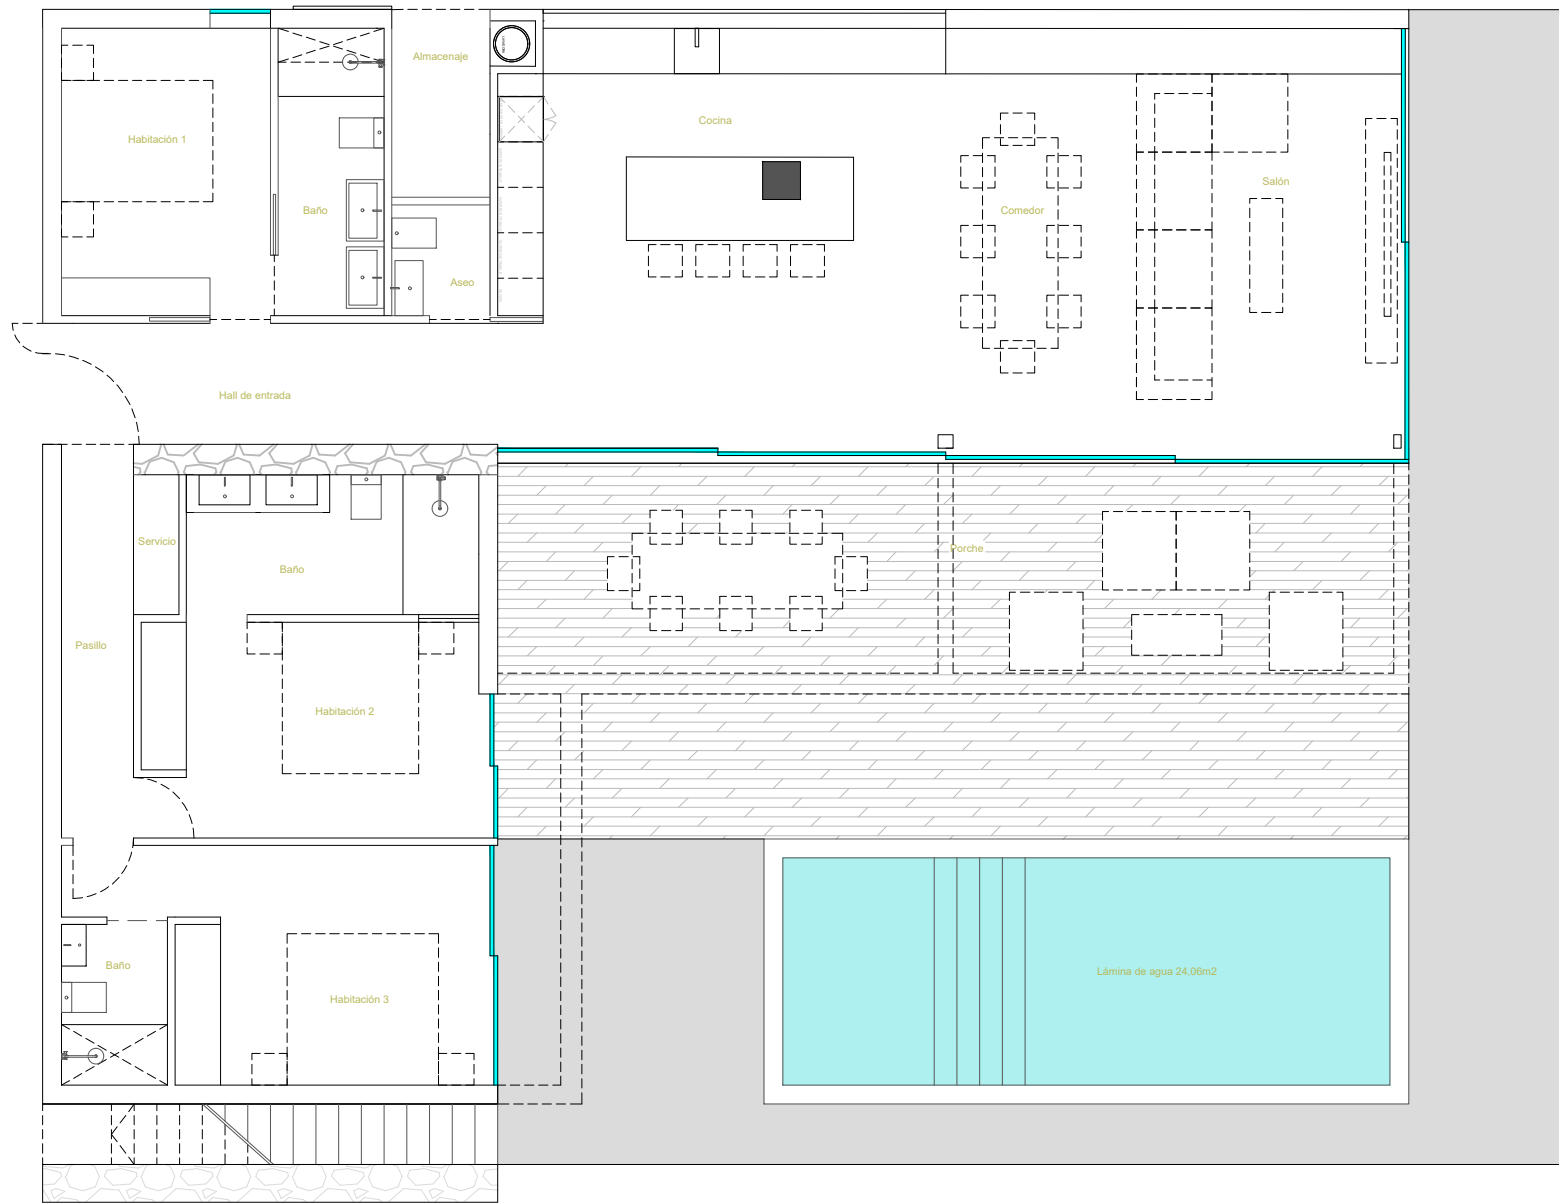 Almacenaje
Habitación 1
Cocina
Salón
Baño
Comedor
Aseo
Hall de entrada
Servicio
Porche
Baño
Pasillo
Habitación 2
Baño
Lámina de agua 24,06m2
Habitación 3